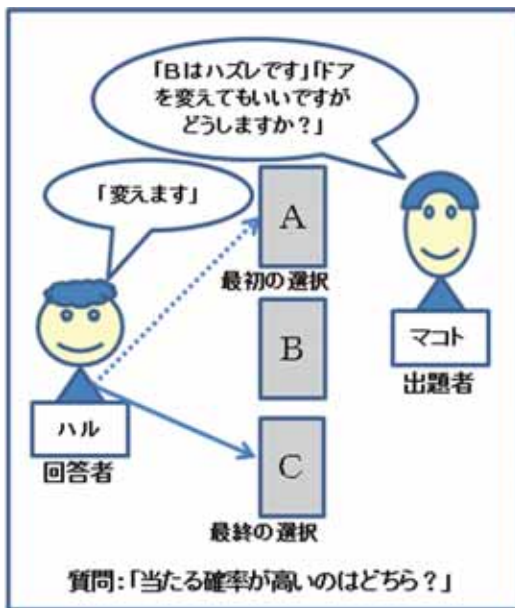 「Bはハズレです」「ドア
を変えてもいいですが
どうしますか?」
「変えます」
A
最初の選択
B
マコト
出題者
ハル
回答者
C
最終の選択
質問:「当たる確率が高いのはどちら?」